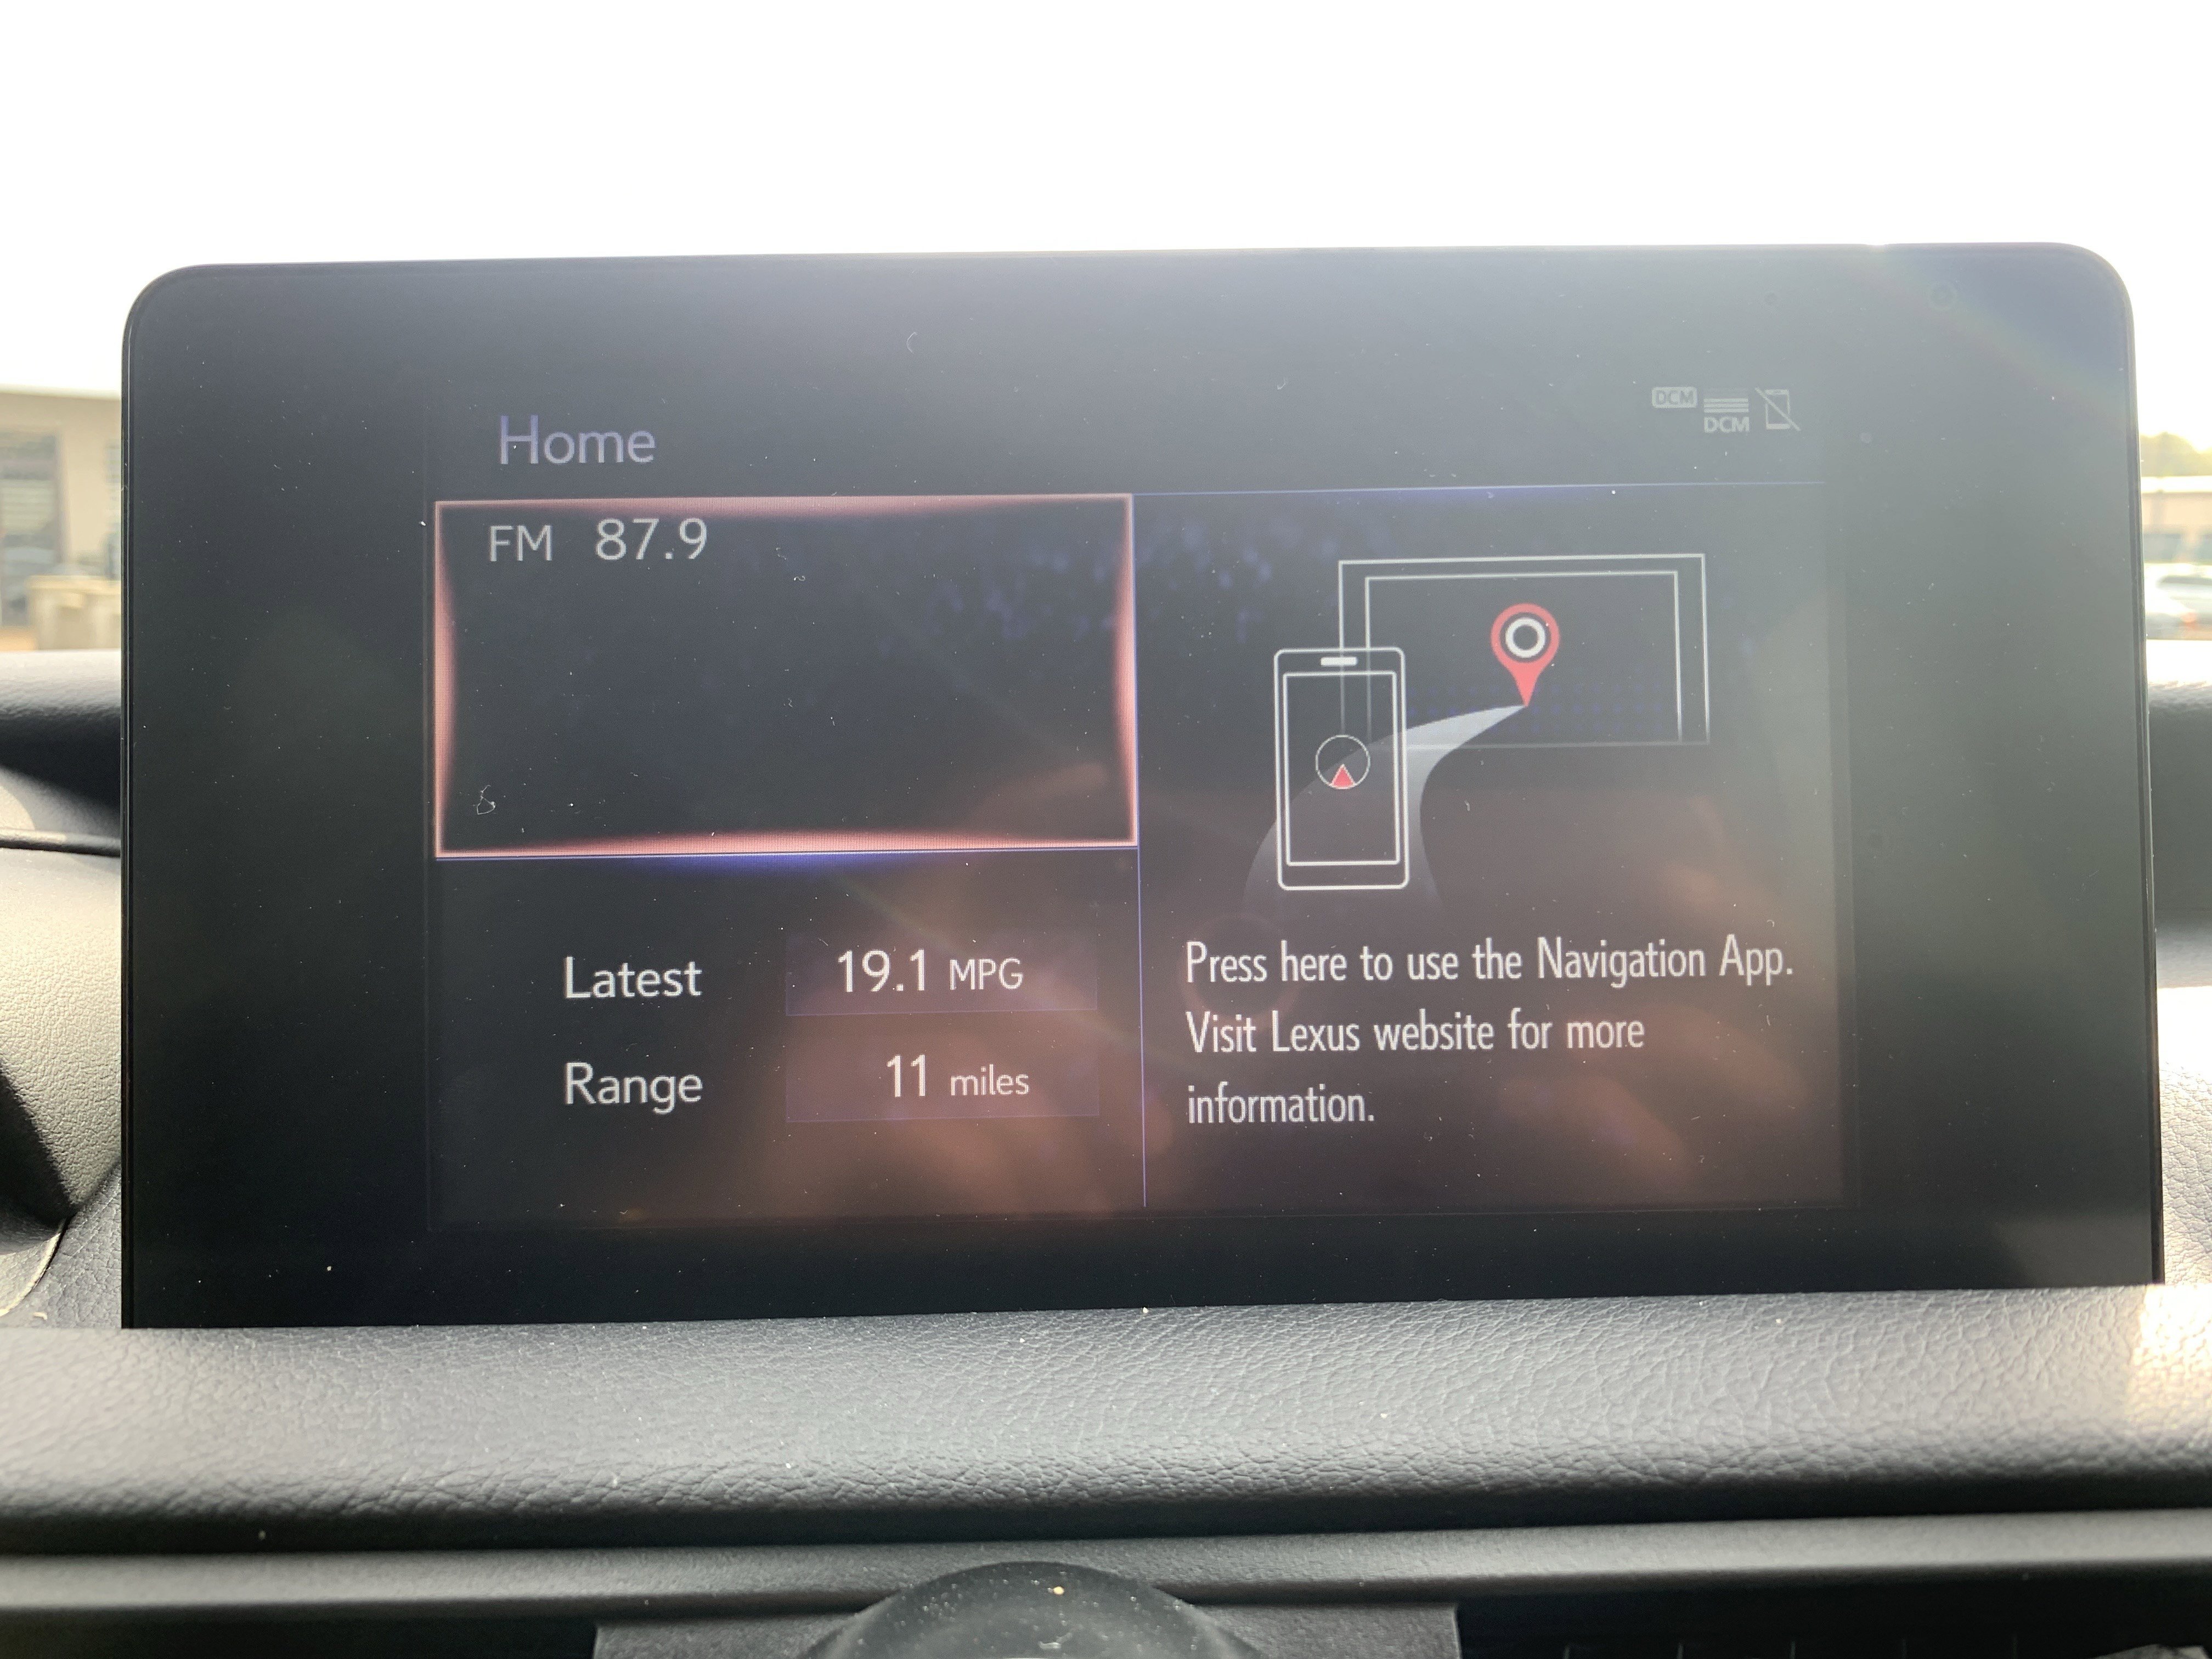 Home
DCM
DCM
FM 87.9
Latest 19.1 MPG
Range 11 miles
Press here to use the Navigation App.
Visit Lexus website for more
information.